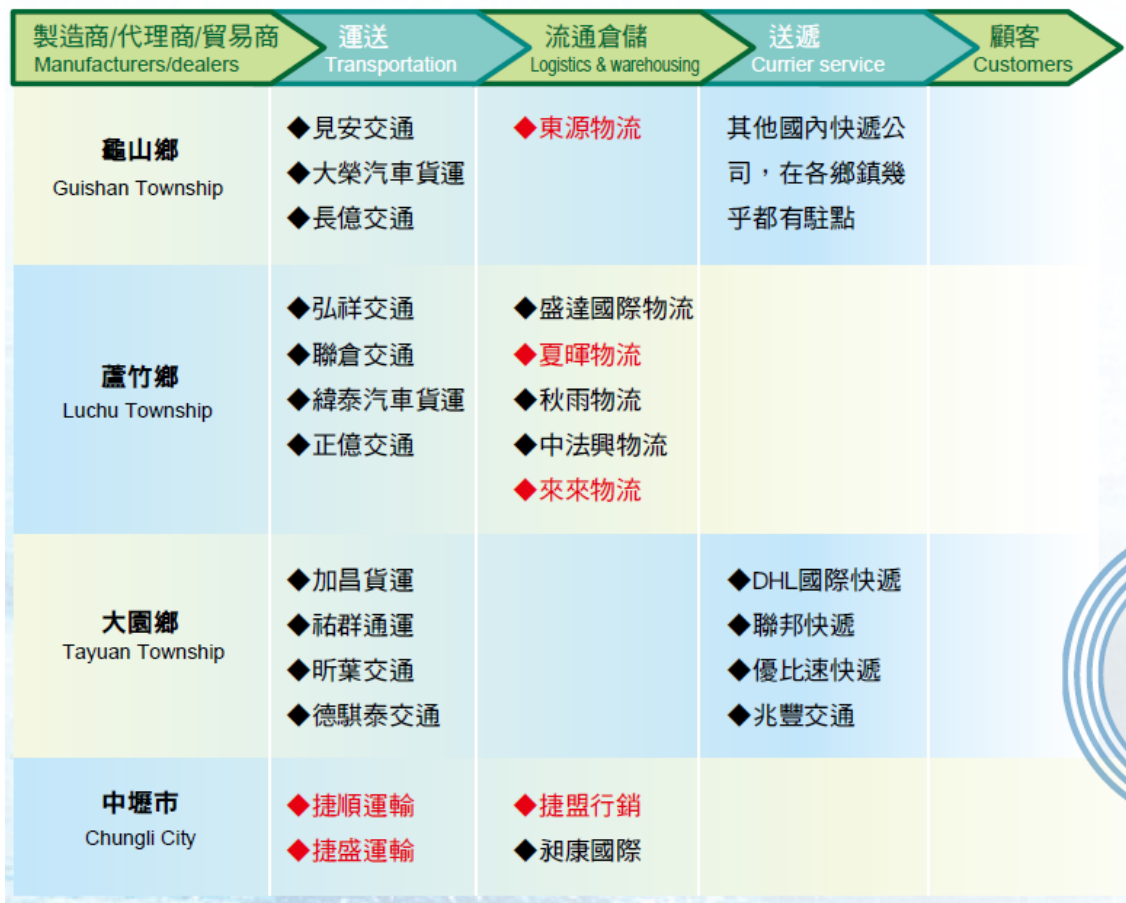 製造商/代理商/貿易商
Manufacturers/dealers
運送
Transportation
流通倉儲
Logistics & warehousing
送遞
Currier service
顧客
Customers
龜山鄉
Guishan Township
◆見安交通
◆大榮汽車貨運
◆長億交通
◆東源物流
其他國內快遞公
司，在各鄉鎮幾
乎都有駐點
蘆竹鄉
Luchu Township
◆弘祥交通
◆聯倉交通
◆緯泰汽車貨運
◆正億交通
◆盛達國際物流
◆夏暉物流
◆秋雨物流
◆中法興物流
◆來來物流
大園鄉
Tayuan Township
◆加昌貨運
◆祐群通運
◆昕葉交通
◆德騏泰交通
◆DHL國際快遞
◆聯邦快遞
◆優比速快遞
◆兆豐交通
中壢市
Chungli City
◆捷順運輸
◆捷盛運輸
◆捷盟行銷
◆昶康國際